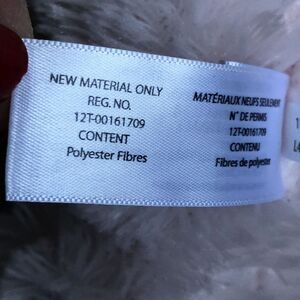 NEW MATERIAL ONLY
REG. NO.
12T-00161709
CONTENT
Polyester Fibres
MATÉRIAUX NEUFS SEULEMENT
N° DE PERMIS
12T-00161709
CONTENU
Fibres de polyester